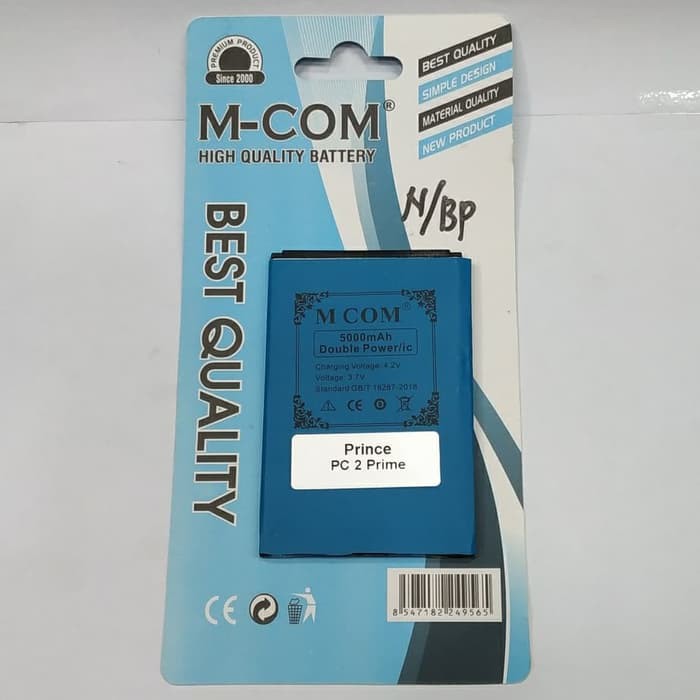 PREMIUM PRODUCT
Since 2000
M-COM®
HIGH QUALITY BATTERY
BEST QUALITY
SIMPLE DESIGN
MATERIAL QUALITY
NEW PRODUCT
N/BP
BEST QUALITY
M COM®
5000mAh
Double Power/ic
Charging Voltage: 4.2V
Voltage: 3.7V
Standard GB/T 18287-2018
CE
Prince
PC 2 Prime
CE
8 547182 249565